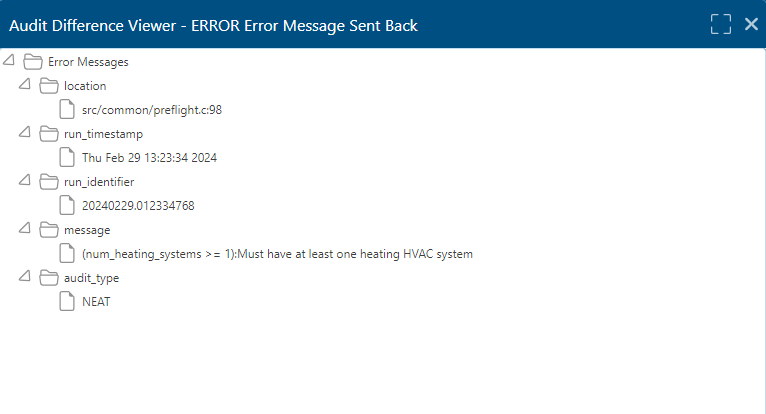 Audit Difference Viewer - ERROR Error Message Sent Back
Error Messages
location
src/common/preflight.c:98
run_timestamp
Thu Feb 29 13:23:34 2024
run_identifier
20240229.012334768
message
(num_heating_systems >= 1):Must have at least one heating HVAC system
audit_type
NEAT